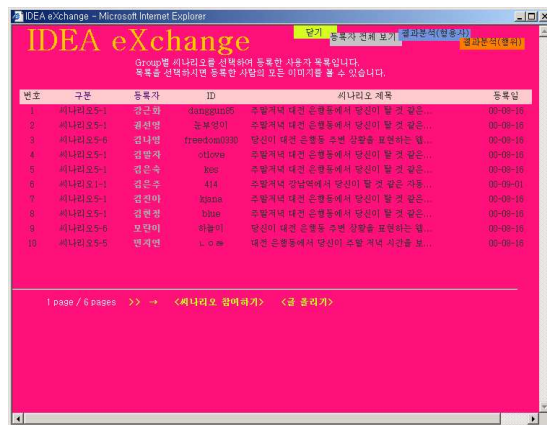 IDEA eXchange - Microsoft Internet Explorer
IDEA eXchange
닫기 등록자 전체 보기 결과분석(형용사) 결과분석(행위)
Group별 씨나리오를 선택하여 등록한 사용자 목록입니다.
목록을 선택하시면 등록한 사람의 모든 이미지를 볼 수 있습니다.
번호 구분 등록자 ID 씨나리오 제목 등록일
1 씨나리오5-1 강근화 danggun95 주말저녁 대전 은행동에서 당신이 할 것 같은... 00-09-16
2 씨나리오5-1 권선영 눈부엉이 주말저녁 대전 은행동에서 당신이 할 것 같은... 00-09-16
3 씨나리오5-6 김나영 freedom0330 당신이 대전 은행동 주변 상황을 표현하는 웹... 00-09-16
4 씨나리오5-1 김말자 otlove 주말저녁 대전 은행동에서 당신이 할 것 같은... 00-09-16
5 씨나리오5-1 김은숙 kes 주말저녁 대전 은행동에서 당신이 할 것 같은... 00-09-16
6 씨나리오1-1 김은주 414 주말저녁 강남역에서 당신이 할 것 같은 자동... 00-09-01
7 씨나리오5-1 김진아 kjana 주말저녁 대전 은행동에서 당신이 할 것 같은... 00-09-16
8 씨나리오5-1 김현정 blue 주말저녁 대전 은행동에서 당신이 할 것 같은... 00-09-16
9 씨나리오5-6 모란이 하늘이 당신이 대전 은행동 주변 상황을 표현하는 웹... 00-09-16
10 씨나리오5-5 민지연 대전 은행동에서 당신이 주말 저녁 시간을 보... 00-09-16
1 page / 6 pages >> → <씨나리오 참여하기> <글 올리기>